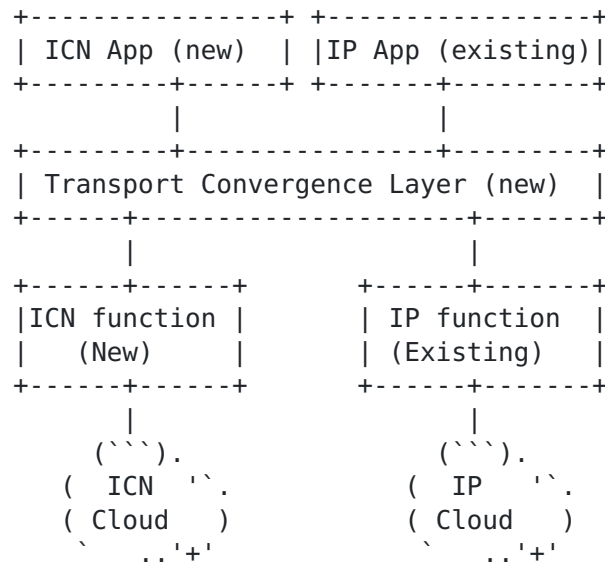 ICN App (new) IP App (existing)
Transport Convergence Layer (new)
ICN function IP function
(New) (Existing)
ICN IP
Cloud Cloud